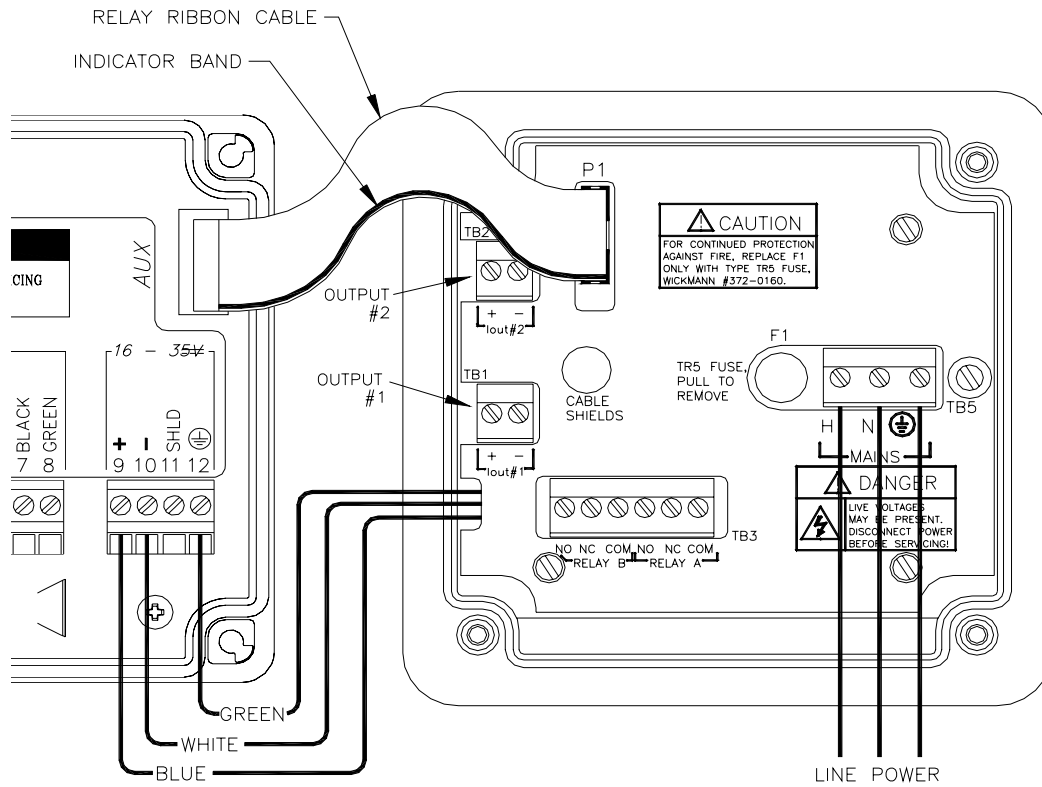 RELAY RIBBON CABLE
INDICATOR BAND
P1
CAUTION
FOR CONTINUED PROTECTION
AGAINST FIRE, REPLACE F1
ONLY WITH TYPE TR5 FUSE,
WICKMANN #372-0160.
TB2
AUX
CING
OUTPUT
#2
+ -
Iout#2
16 - 35V
F1
TR5 FUSE,
PULL TO
REMOVE
TB5
OUTPUT
#1
TB1
CABLE
SHIELDS
BLACK
GREEN
+
-
SHLD
7 8 9 10 11 12
+ -
Iout#1
H N
MAINS
DANGER
LIVE VOLTAGES
MAY BE PRESENT.
DISCONNECT POWER
BEFORE SERVICING!
TB3
NO NC COM NO NC COM
RELAY B RELAY A
GREEN
WHITE
BLUE
LINE POWER